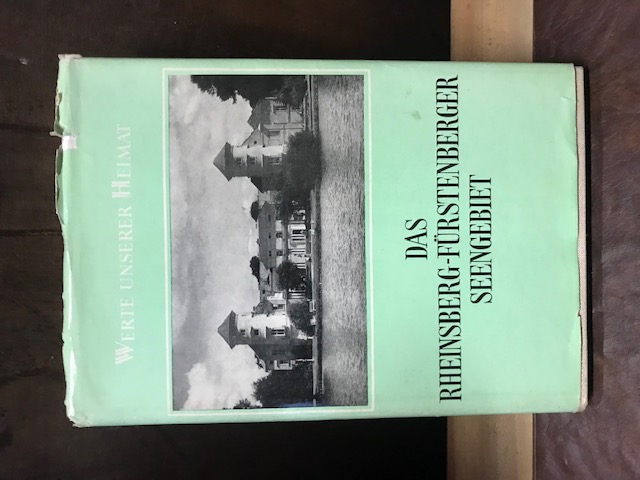 WERTE UNSERER HEIMAT
DAS
RHEINSBERG-FÜRSTENBERGER
SEENGEBIET